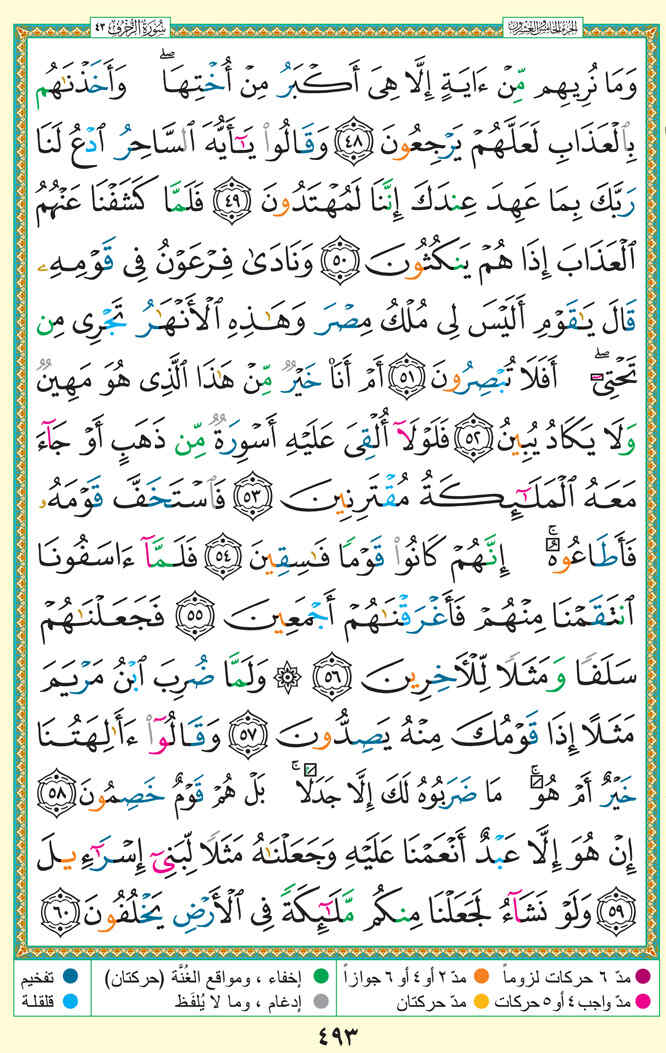 سُورَةُ الزُّخْرُفِ ٤٣ الجزء الخامس والعشرون
وَمَا نُرِيهِم مِّنْ ءَايَةٍ إِلَّا هِىَ أَكْبَرُ مِنْ أُخْتِهَا ۖ وَأَخَذْنَٰهُم
بِٱلْعَذَابِ لَعَلَّهُمْ يَرْجِعُونَ ٤٨ وَقَالُوا۟ يَٰٓأَيُّهَ ٱلسَّاحِرُ ٱدْعُ لَنَا
رَبَّكَ بِمَا عَهِدَ عِندَكَ إِنَّنَا لَمُهْتَدُونَ ٤٩ فَلَمَّا كَشَفْنَا عَنْهُمُ
ٱلْعَذَابَ إِذَا هُمْ يَنكُثُونَ ٥٠ وَنَادَىٰ فِرْعَوْنُ فِى قَوْمِهِۦ
قَالَ يَٰقَوْمِ أَلَيْسَ لِى مُلْكُ مِصْرَ وَهَٰذِهِ ٱلْأَنْهَٰرُ تَجْرِى مِن
تَحْتِىٓ ۖ أَفَلَا تُبْصِرُونَ ٥١ أَمْ أَنَا۠ خَيْرٌ مِّنْ هَٰذَا ٱلَّذِى هُوَ مَهِينٌ
وَلَا يَكَادُ يُبِينُ ٥٢ فَلَوْلَآ أُلْقِىَ عَلَيْهِ أَسْوِرَةٌ مِّن ذَهَبٍ أَوْ جَآءَ
مَعَهُ ٱلْمَلَٰٓئِكَةُ مُقْتَرِنِينَ ٥٣ فَٱسْتَخَفَّ قَوْمَهُۥ
فَأَطَاعُوهُ ۚ إِنَّهُمْ كَانُوا۟ قَوْمًا فَٰسِقِينَ ٥٤ فَلَمَّآ ءَاسَفُونَا
ٱنتَقَمْنَا مِنْهُمْ فَأَغْرَقْنَٰهُمْ أَجْمَعِينَ ٥٥ فَجَعَلْنَٰهُمْ
سَلَفًا وَمَثَلًا لِّلْـَٔاخِرِينَ ٥٦ ۞ وَلَمَّا ضُرِبَ ٱبْنُ مَرْيَمَ
مَثَلًا إِذَا قَوْمُكَ مِنْهُ يَصِدُّونَ ٥٧ وَقَالُوٓا۟ ءَأَٰلِهَتُنَا
خَيْرٌ أَمْ هُوَ ۚ مَا ضَرَبُوهُ لَكَ إِلَّا جَدَلًۢا ۚ بَلْ هُمْ قَوْمٌ خَصِمُونَ ٥٨
إِنْ هُوَ إِلَّا عَبْدٌ أَنْعَمْنَا عَلَيْهِ وَجَعَلْنَٰهُ مَثَلًا لِّبَنِىٓ إِسْرَٰٓءِيلَ
٥٩ وَلَوْ نَشَآءُ لَجَعَلْنَا مِنكُم مَّلَٰٓئِكَةً فِى ٱلْأَرْضِ يَخْلُفُونَ ٦٠
مدّ ٦ حركات لزوماً مدّ ٢ أو ٤ أو ٦ جوازاً إخفاء ، ومواقع الغُنَّة (حركتان) تفخيم
مدّ واجب ٤ أو ٥ حركات مدّ حركتان إدغام ، وما لا يُلفَظ قلقلة
٤٩٣